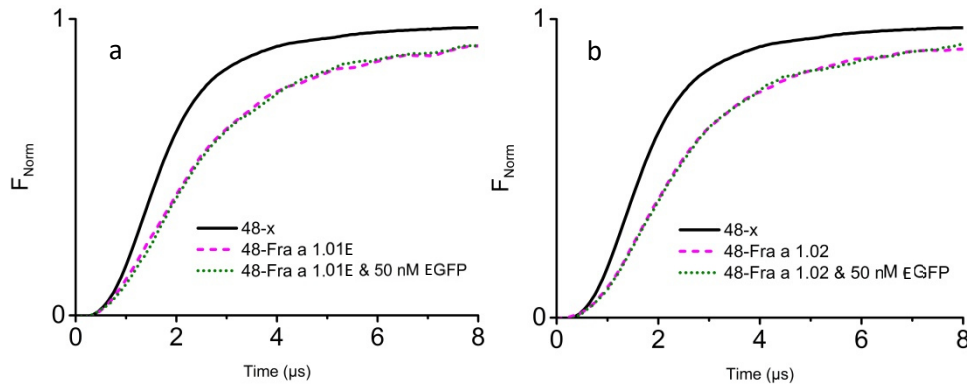 1
a
F_Norm
48-x
48-Fra a 1.01E
48-Fra a 1.01E & 50 nM EGFP
0
0 2 4 6 8
Time (µs)
1
b
F_Norm
48-x
48-Fra a 1.02
48-Fra a 1.02 & 50 nM EGFP
0
0 2 4 6 8
Time (µs)